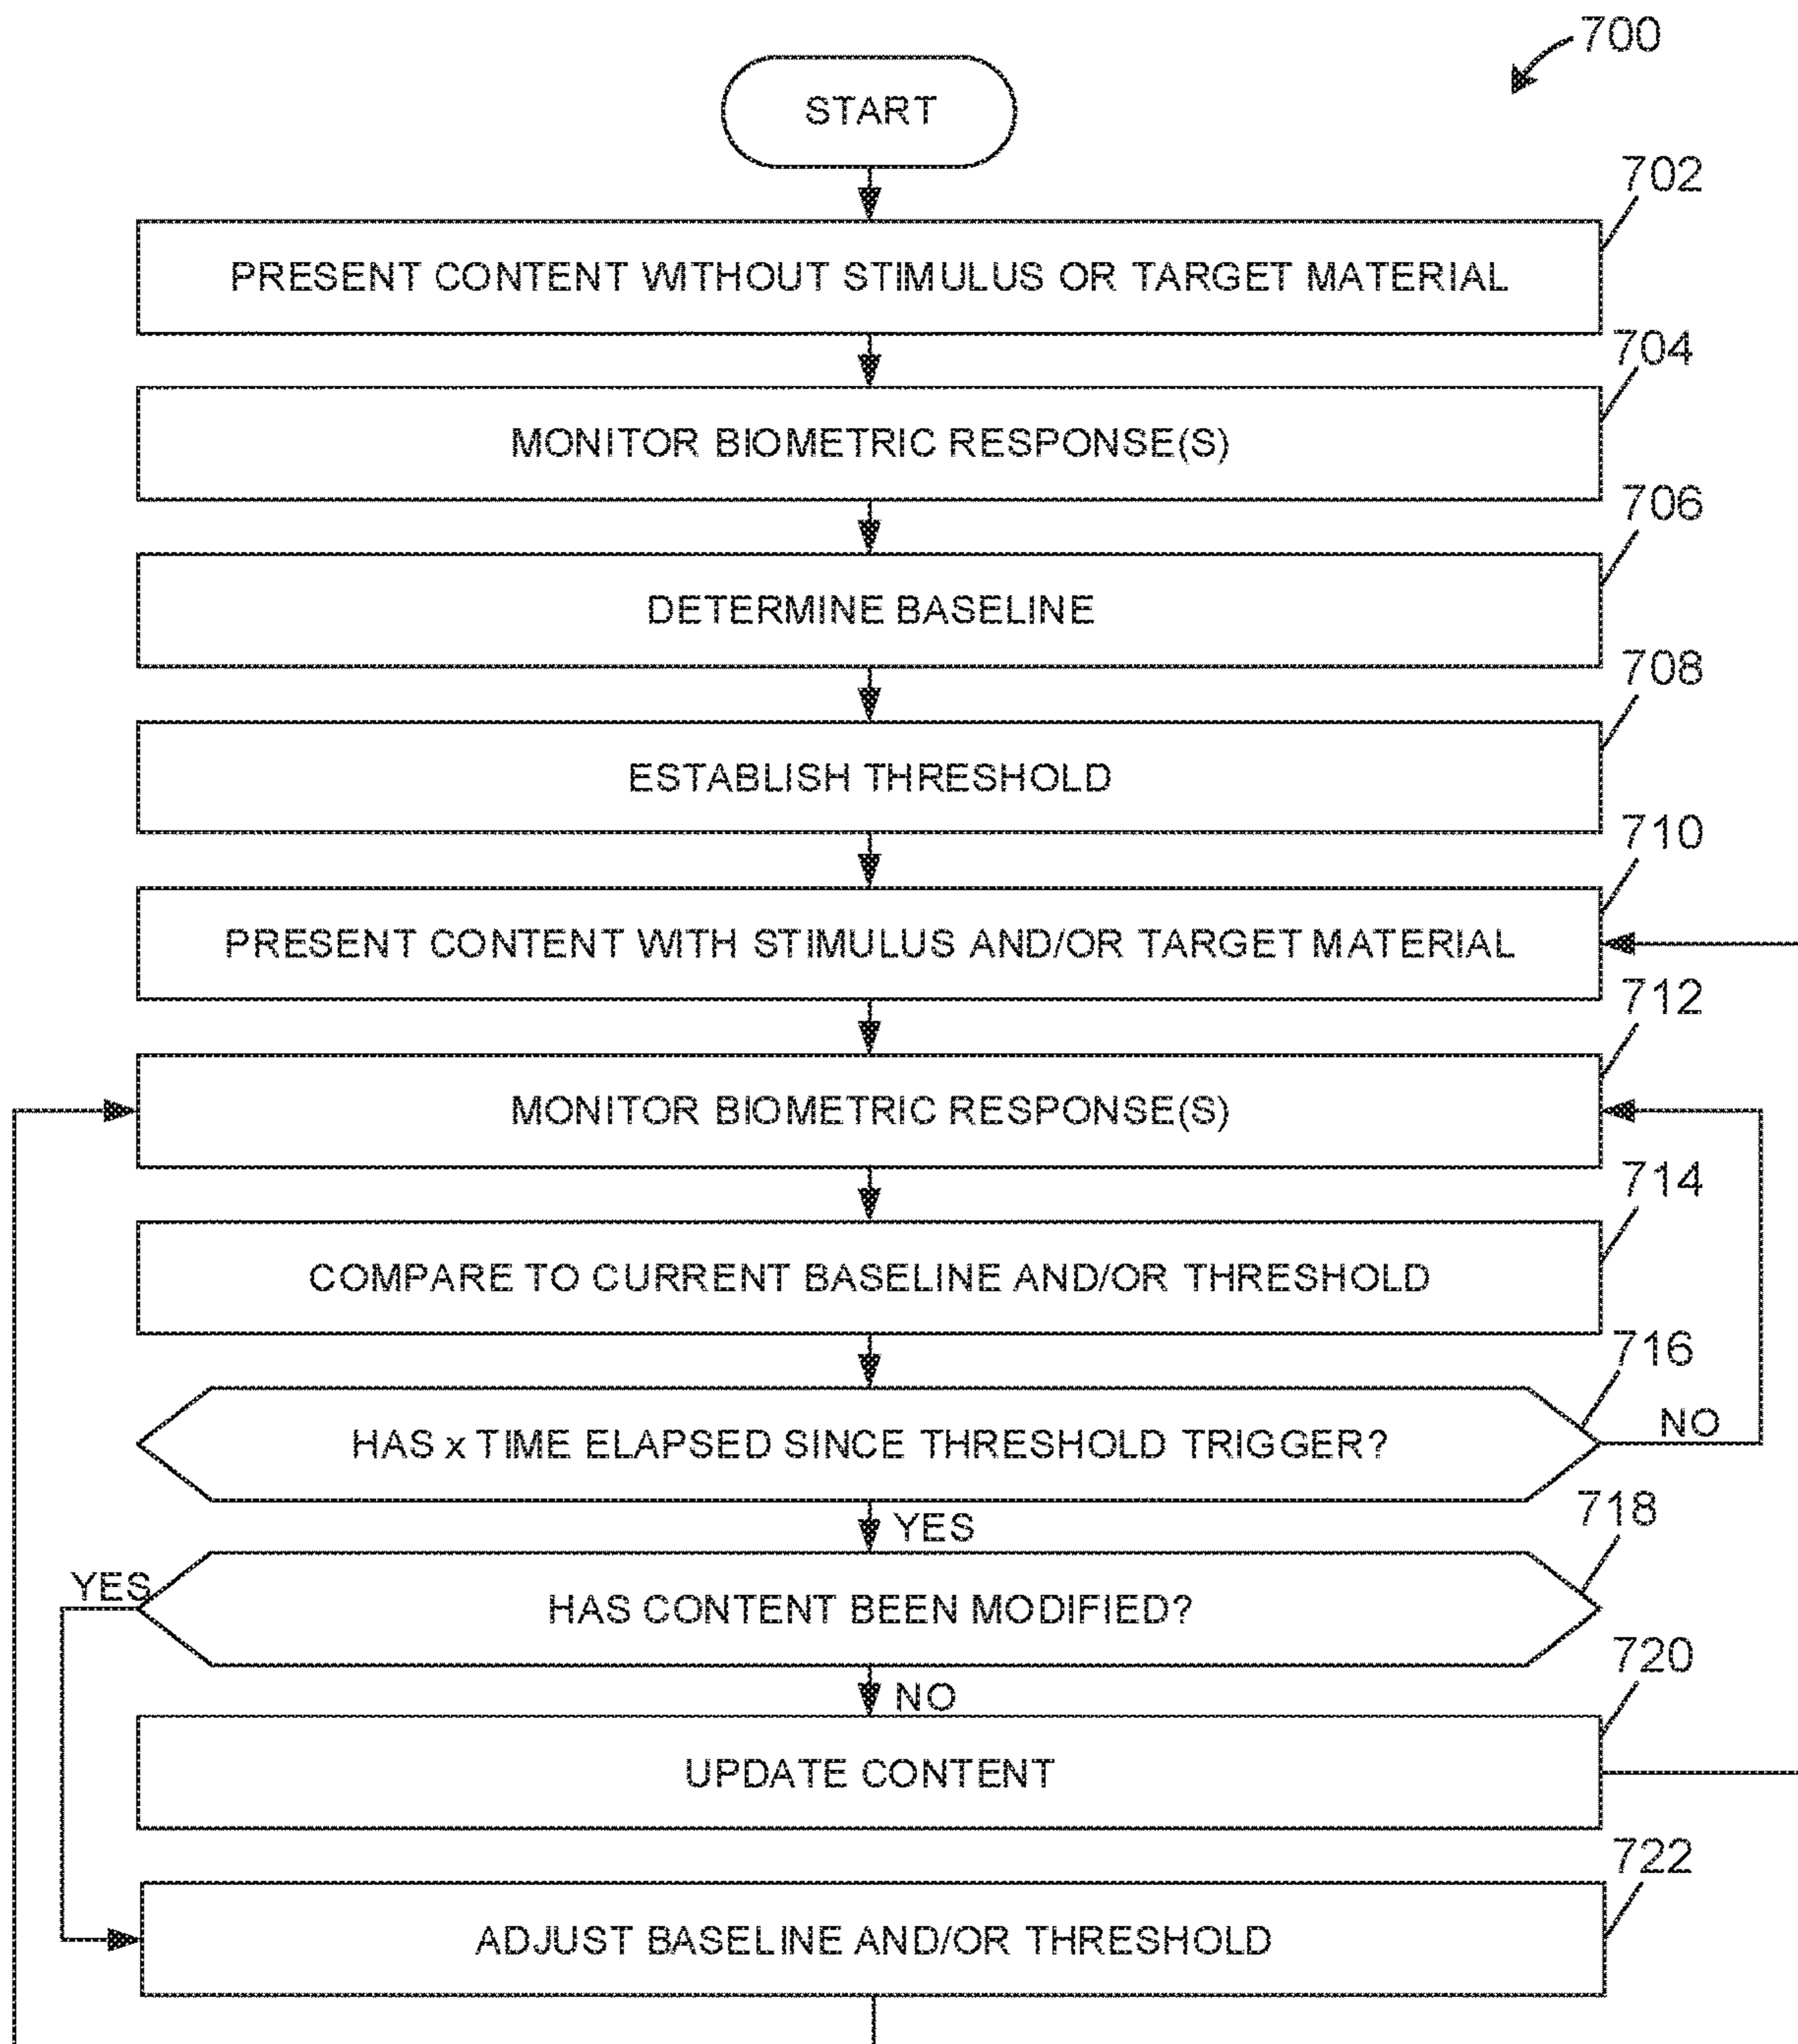 700
START
702
PRESENT CONTENT WITHOUT STIMULUS OR TARGET MATERIAL
704
MONITOR BIOMETRIC RESPONSE(S)
706
DETERMINE BASELINE
708
ESTABLISH THRESHOLD
710
PRESENT CONTENT WITH STIMULUS AND/OR TARGET MATERIAL
712
MONITOR BIOMETRIC RESPONSE(S)
714
COMPARE TO CURRENT BASELINE AND/OR THRESHOLD
716
HAS x TIME ELAPSED SINCE THRESHOLD TRIGGER?
NO
YES
718
YES
HAS CONTENT BEEN MODIFIED?
NO
720
UPDATE CONTENT
722
ADJUST BASELINE AND/OR THRESHOLD